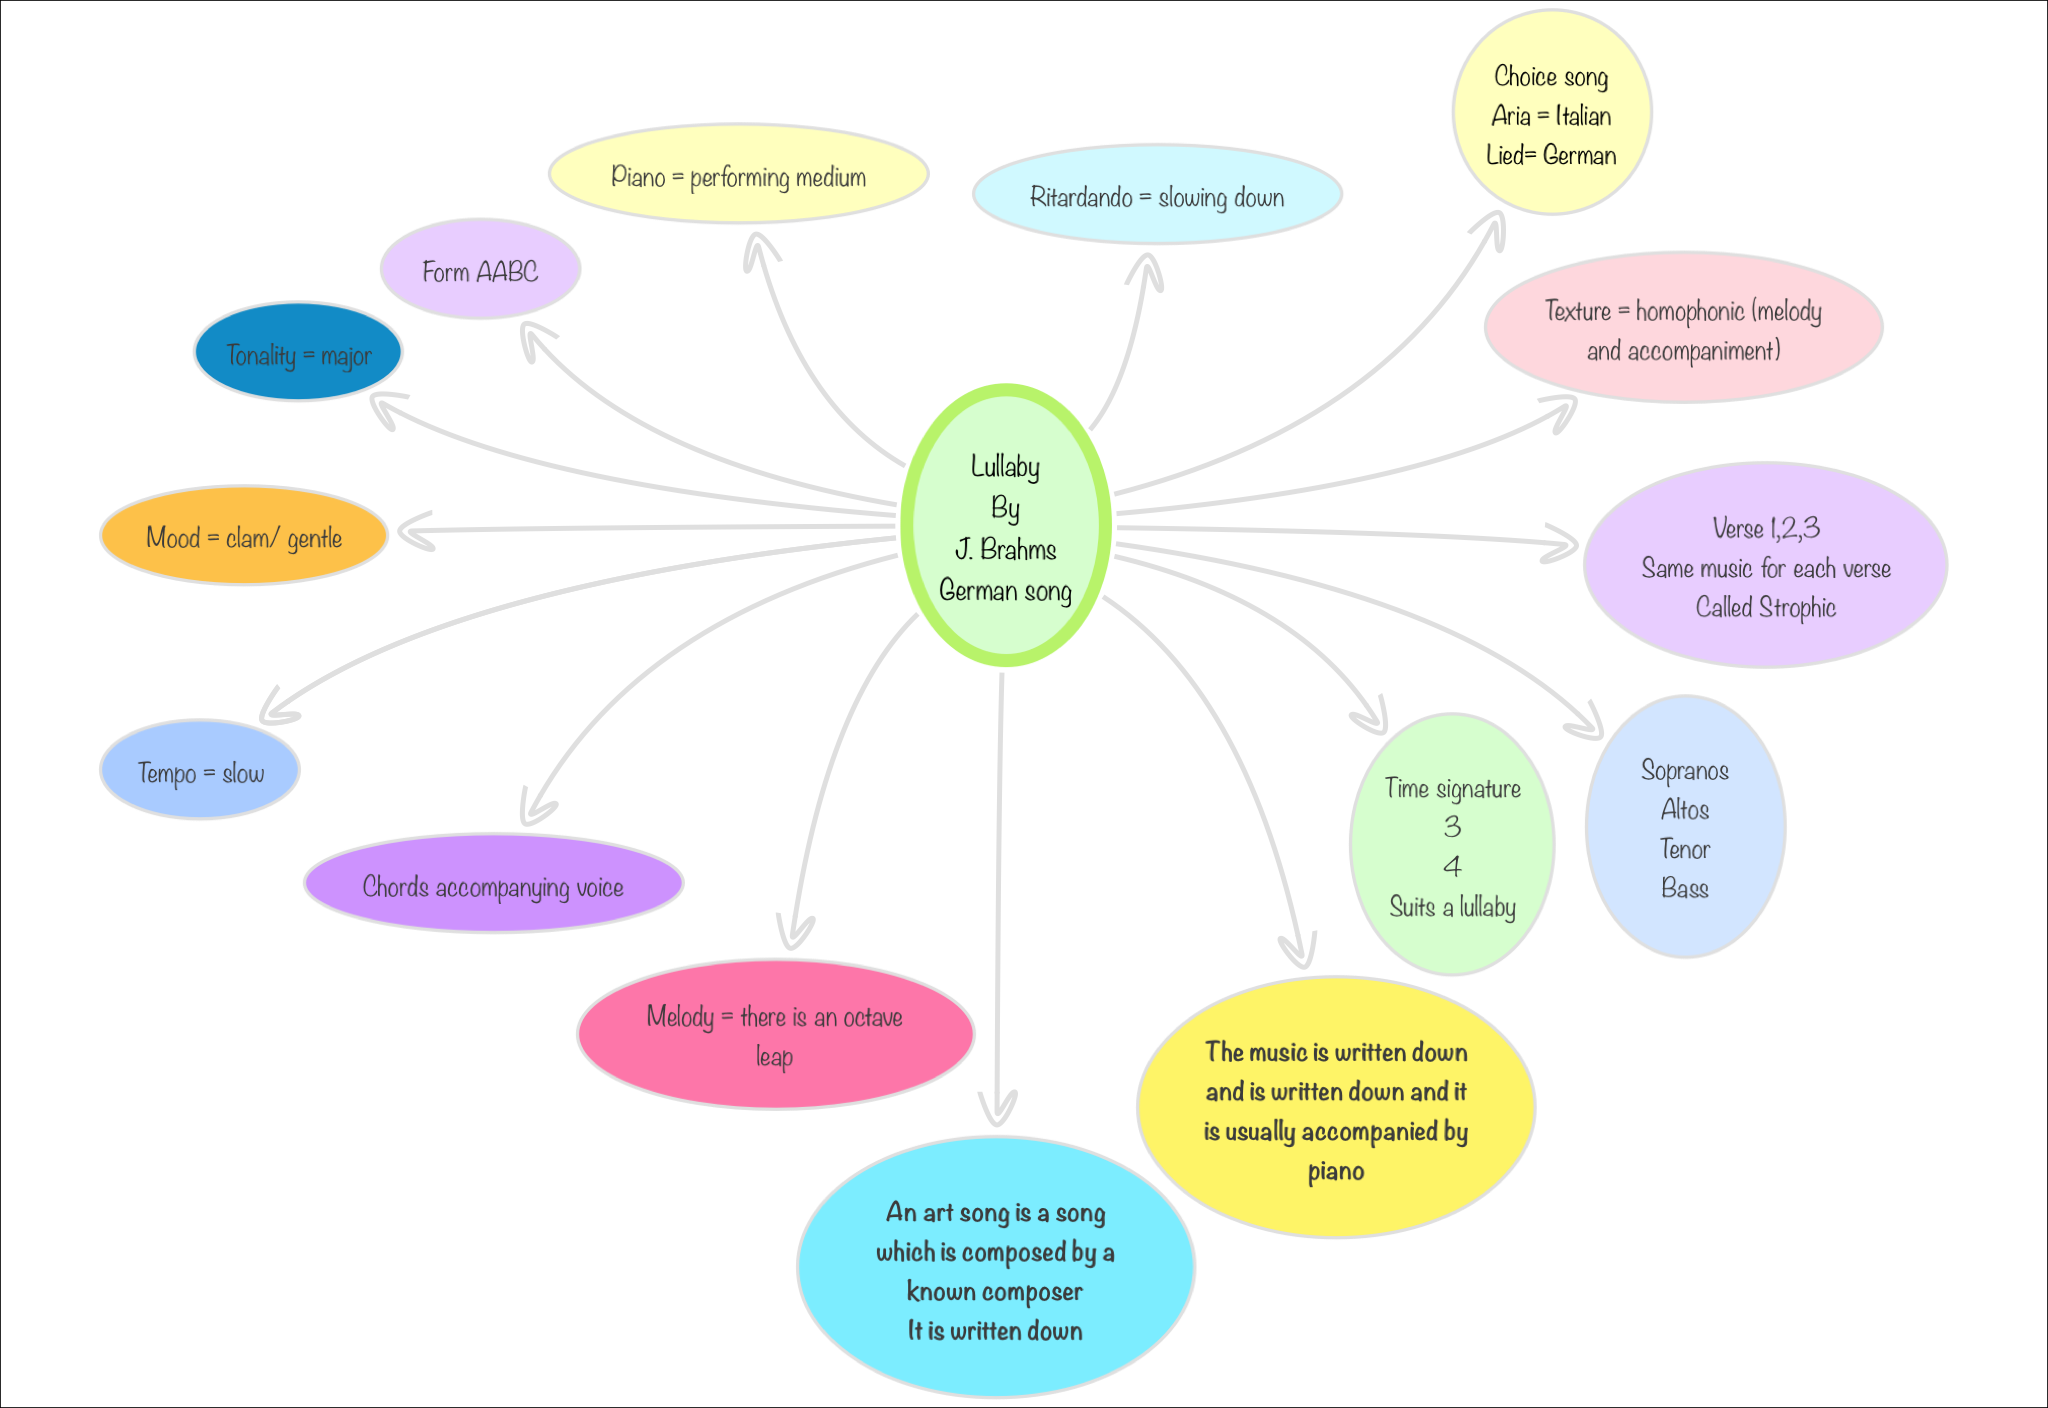 Choice song
Aria = Italian
Lied= German
Piano = performing medium
Ritardando = slowing down
Form AABC
Texture = homophonic (melody
and accompaniment)
Tonality = major
Lullaby
By
J. Brahms
German song
Mood = clam/ gentle
Verse 1,2,3
Same music for each verse
Called Strophic
Tempo = slow
Sopranos
Altos
Tenor
Bass
Time signature
3
4
Suits a lullaby
Chords accompanying voice
Melody = there is an octave
leap
The music is written down
and is written down and it
is usually accompanied by
piano
An art song is a song
which is composed by a
known composer
It is written down